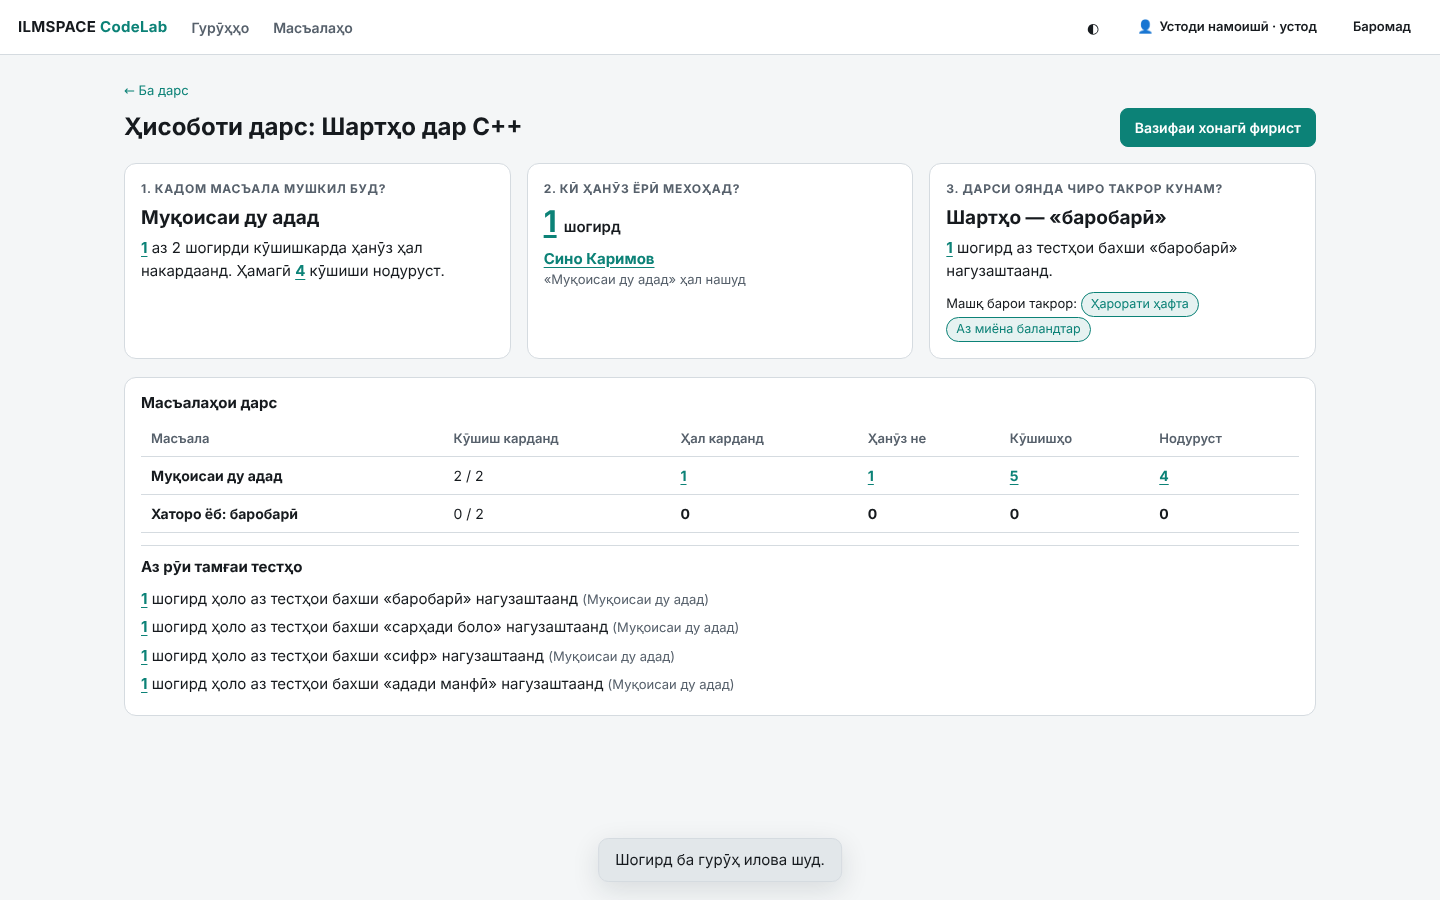 ILMSPACE CodeLab Гурӯҳҳо Масъалаҳо ◐ 👤 Устоди намоишӣ · устод Баромад
← Ба дарс
Ҳисоботи дарс: Шартҳо дар C++
Вазифаи хонагӣ фирист
1. КАДОМ МАСЪАЛА МУШКИЛ БУД?
Муқоисаи ду адад
1 аз 2 шогирди кӯшишкарда ҳанӯз ҳал
накардаанд. Ҳамагӣ 4 кӯшиши нодуруст.
2. КӢ ҲАНӮЗ ЁРӢ МЕХОҲАД?
1 шогирд
Сино Каримов
«Муқоисаи ду адад» ҳал нашуд
3. ДАРСИ ОЯНДА ЧИРО ТАКРОР КУНАМ?
Шартҳо — «баробарӣ»
1 шогирд аз тестҳои бахши «баробарӣ»
нагузаштаанд.
Машқ барои такрор: Ҳарорати ҳафта
Аз миёна баландтар
Масъалаҳои дарс
Масъала Кӯшиш карданд Ҳал карданд Ҳанӯз не Кӯшишҳо Нодуруст
Муқоисаи ду адад 2 / 2 1 1 5 4
Хаторо ёб: баробарӣ 0 / 2 0 0 0 0
Аз рӯи тамғаи тестҳо
1 шогирд ҳоло аз тестҳои бахши «баробарӣ» нагузаштаанд (Муқоисаи ду адад)
1 шогирд ҳоло аз тестҳои бахши «сарҳади боло» нагузаштаанд (Муқоисаи ду адад)
1 шогирд ҳоло аз тестҳои бахши «сифр» нагузаштаанд (Муқоисаи ду адад)
1 шогирд ҳоло аз тестҳои бахши «адади манфӣ» нагузаштаанд (Муқоисаи ду адад)
Шогирд ба гурӯҳ илова шуд.